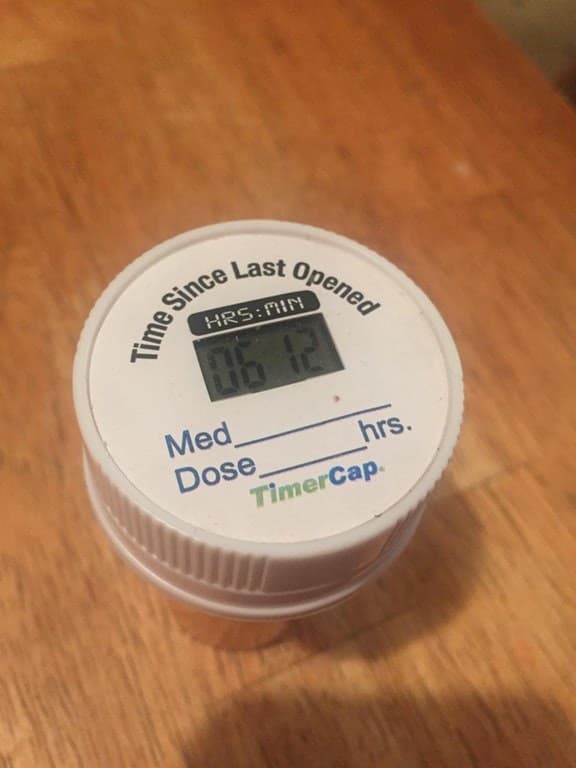 Time Since Last Opened
HRS:MIN
06 12
Med
Dose hrs.
TimerCap